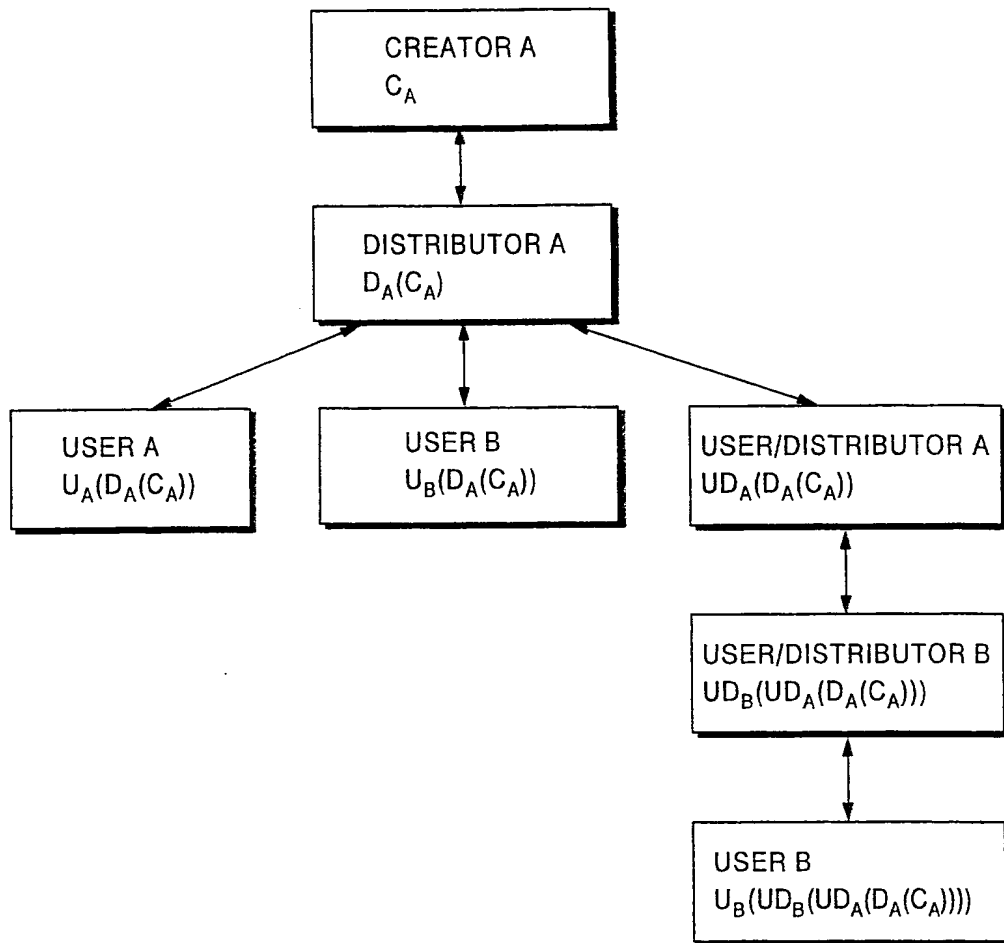 CREATOR A
C_A
DISTRIBUTOR A
D_A(C_A)
USER A
U_A(D_A(C_A))
USER B
U_B(D_A(C_A))
USER/DISTRIBUTOR A
UD_A(D_A(C_A))
USER/DISTRIBUTOR B
UD_B(UD_A(D_A(C_A)))
USER B
U_B(UD_B(UD_A(D_A(C_A))))